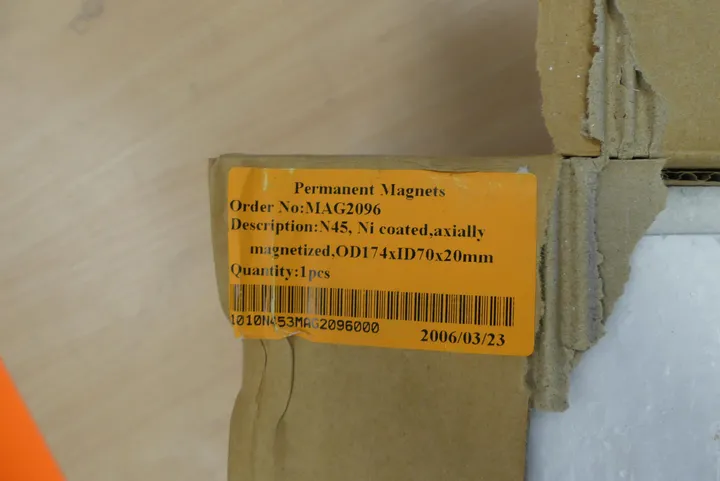 Permanent Magnets
Order No:MAG2096
Description:N45, Ni coated,axially
magnetized,OD174xID70x20mm
Quantity:1pcs
1010N453MAG2096000
2006/03/23